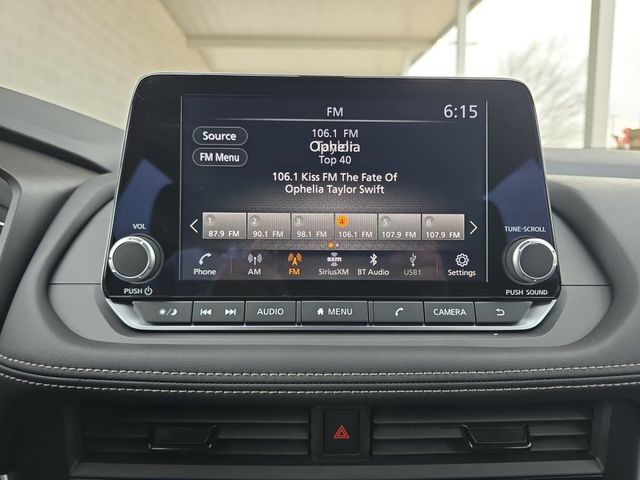 FM 6:15
Source
106.1 FM
Ophelia
FM Menu
Top 40
106.1 Kiss FM The Fate Of
Ophelia Taylor Swift
1 2 3 4 5 6
87.9 FM 90.1 FM 98.1 FM 106.1 FM 107.9 FM 107.9 FM
VOL TUNE·SCROLL
Phone AM FM SiriusXM BT Audio USB1 Settings
PUSH PUSH SOUND
AUDIO MENU CAMERA